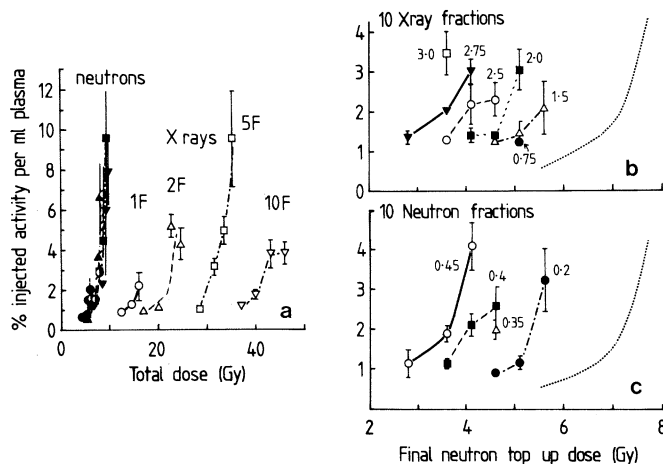 neutrons
X rays
1F
2F
5F
10F
a
% injected activity per ml plasma
12
10
8
6
4
2
0
0
20
40
Total dose (Gy)
10 Xray fractions
b
4
3
2
1
3·0
2·75
2·5
2·0
1·5
0·75
10 Neutron fractions
c
4
3
2
1
0·45
0·4
0·35
0·2
2
4
6
8
Final neutron top up dose (Gy)